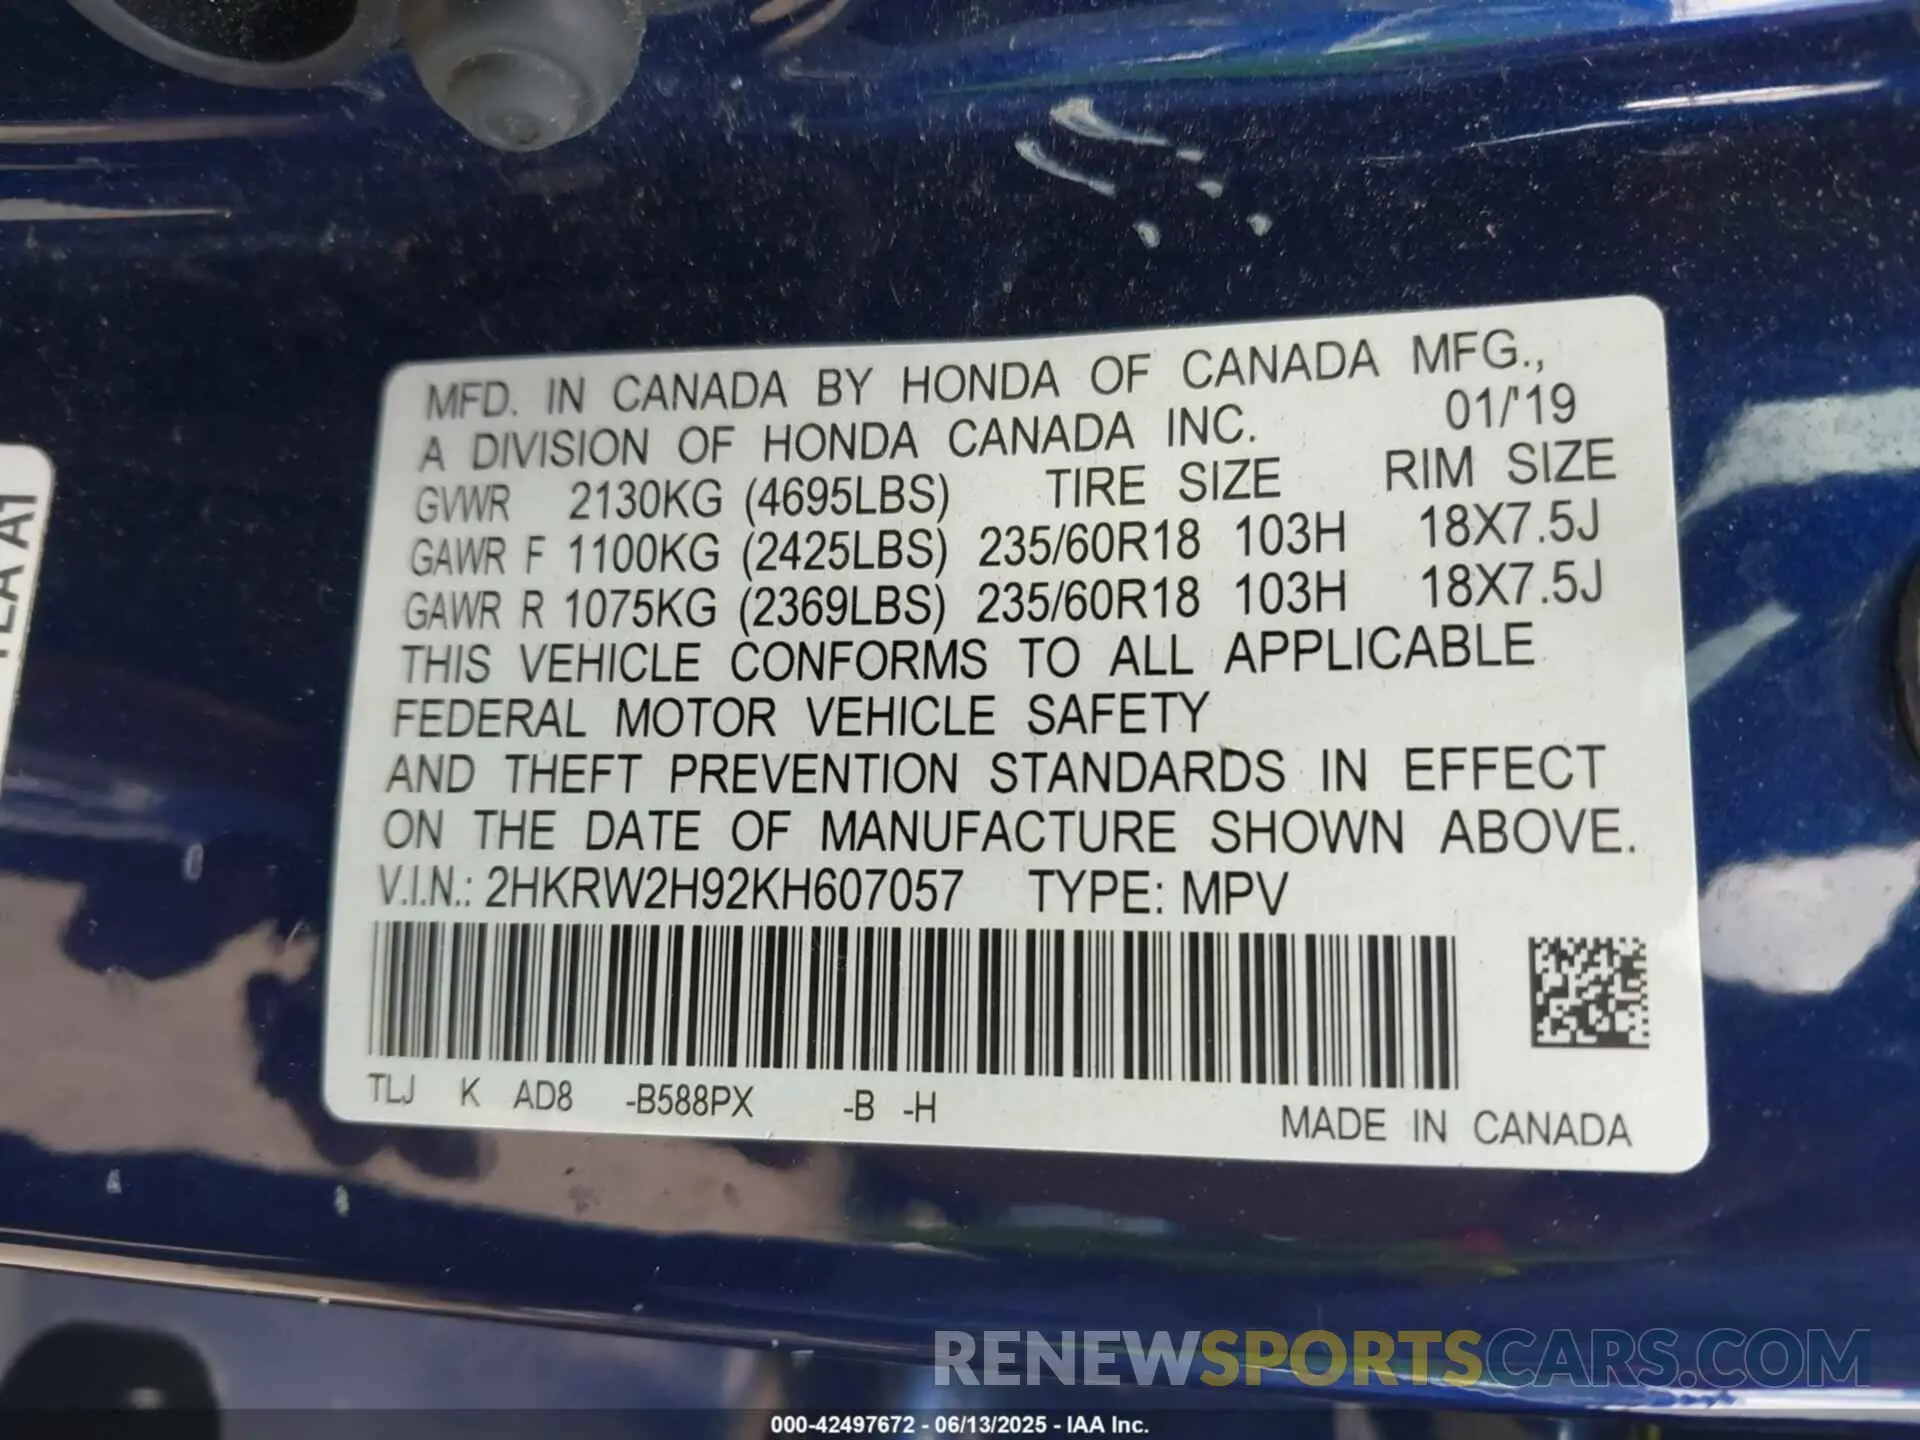 MFD. IN CANADA BY HONDA OF CANADA MFG.,
A DIVISION OF HONDA CANADA INC. 01/'19
GVWR 2130KG (4695LBS) TIRE SIZE RIM SIZE
GAWR F 1100KG (2425LBS) 235/60R18 103H 18X7.5J
GAWR R 1075KG (2369LBS) 235/60R18 103H 18X7.5J
THIS VEHICLE CONFORMS TO ALL APPLICABLE
FEDERAL MOTOR VEHICLE SAFETY
AND THEFT PREVENTION STANDARDS IN EFFECT
ON THE DATE OF MANUFACTURE SHOWN ABOVE.
V.I.N.: 2HKRW2H92KH607057 TYPE: MPV
TLJ K AD8 -B588PX -B -H
MADE IN CANADA
A1
RENEWSPORTSCARS.COM
000-42497672 - 06/13/2025 - IAA Inc.